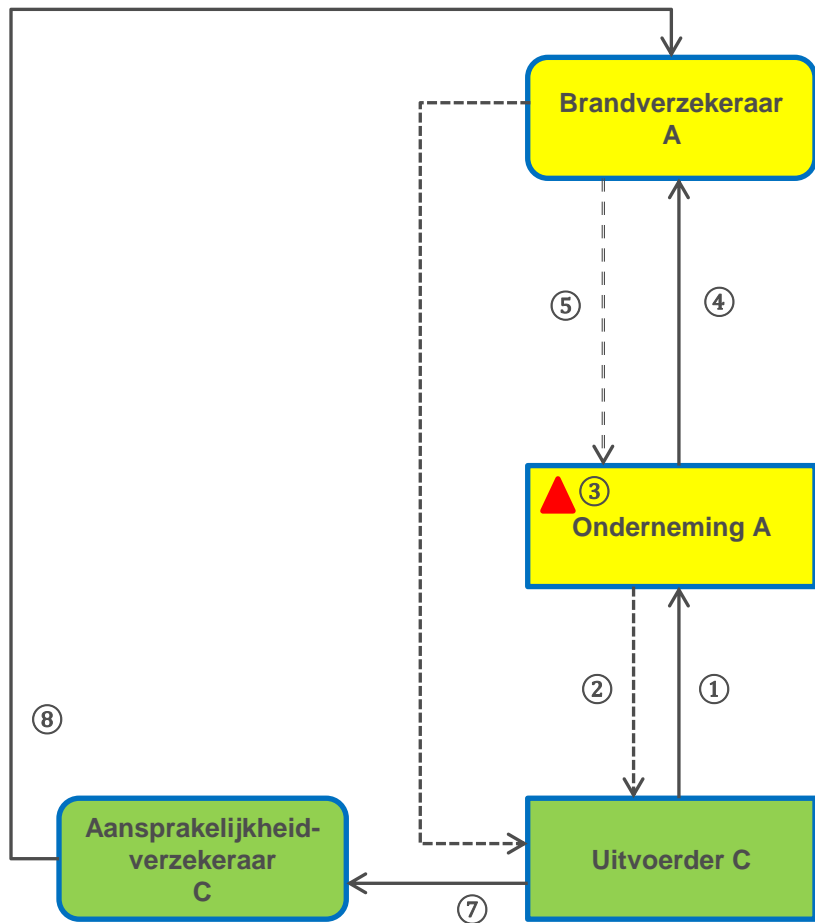 Brandverzekeraar
A
⑤
④
③
Onderneming A
②
①
⑧
Aansprakelijkheid-
verzekeraar
C
Uitvoerder C
⑦